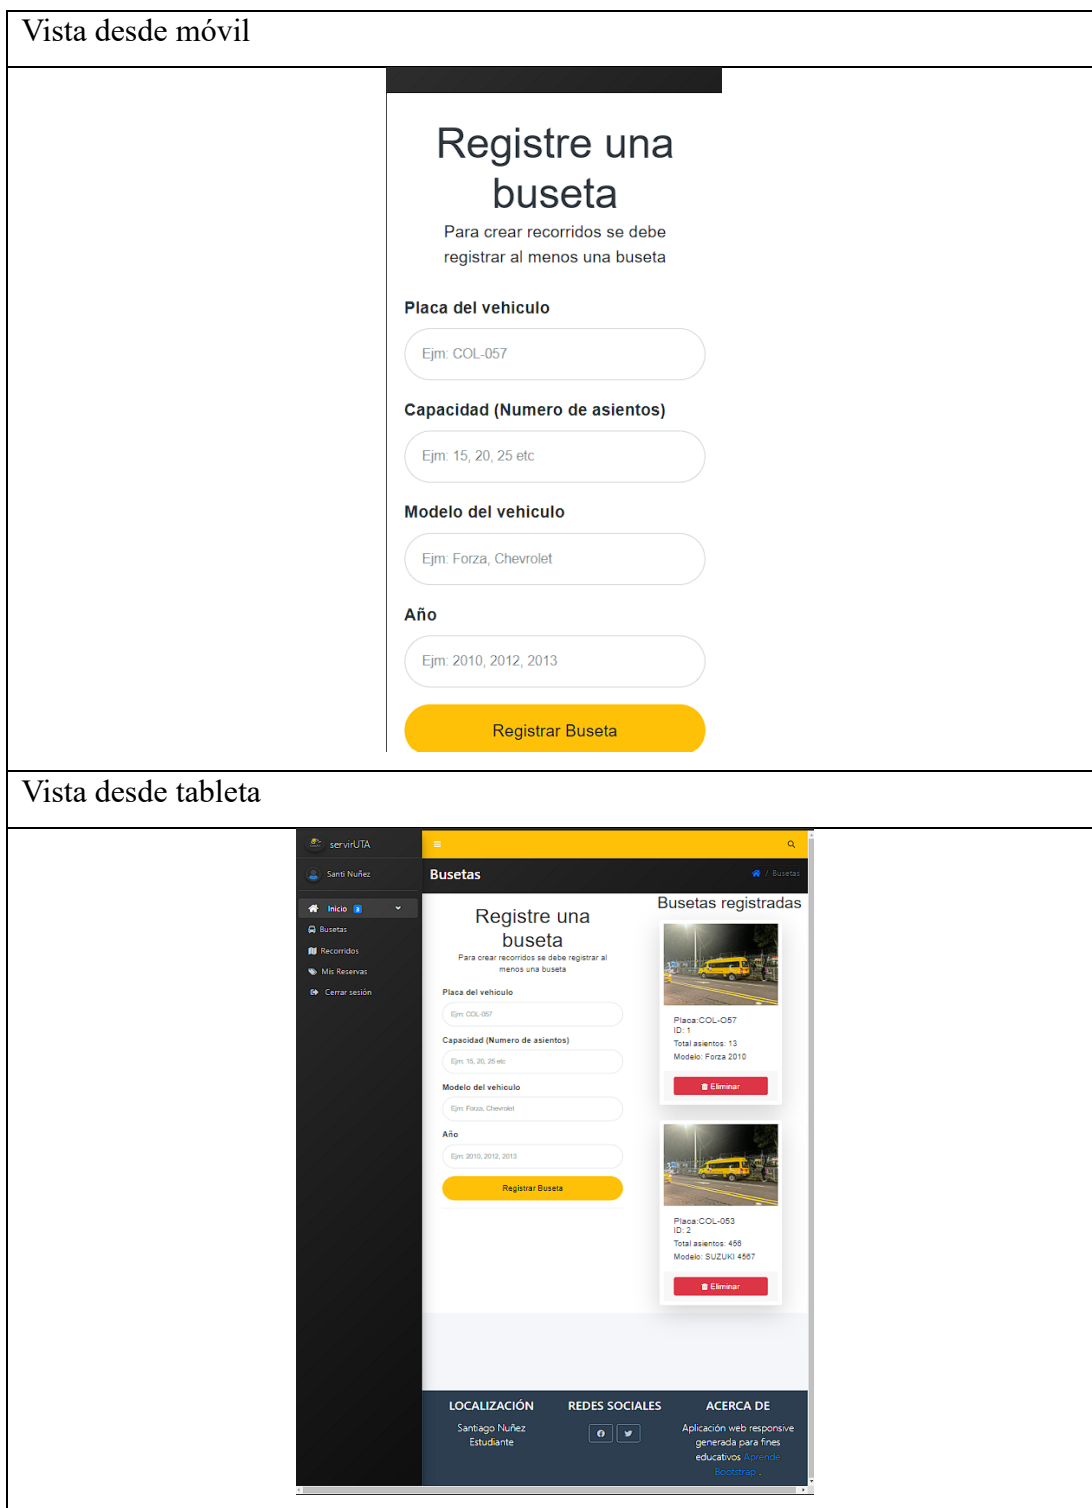 Vista desde móvil
Registre una
buseta
Para crear recorridos se debe
registrar al menos una buseta
Placa del vehiculo
Ejm: COL-057
Capacidad (Numero de asientos)
Ejm: 15, 20, 25 etc
Modelo del vehiculo
Ejm: Forza, Chevrolet
Año
Ejm: 2010, 2012, 2013
Registrar Buseta
Vista desde tableta
servirUTA
Santi Nuñez
Inicio 3
Busetas
Recorridos
Mis Reservas
Cerrar sesión
Busetas
/ Busetas
Registre una
buseta
Para crear recorridos se debe registrar al
menos una buseta
Placa del vehiculo
Ejm: COL-057
Capacidad (Numero de asientos)
Ejm: 15, 20, 25 etc
Modelo del vehiculo
Ejm: Forza, Chevrolet
Año
Ejm: 2010, 2012, 2013
Registrar Buseta
Busetas registradas
Placa:COL-O57
ID: 1
Total asientos: 13
Modelo: Forza 2010
Eliminar
Placa:COL-053
ID: 2
Total asientos: 456
Modelo: SUZUKI 4567
Eliminar
LOCALIZACIÓN
Santiago Nuñez
Estudiante
REDES SOCIALES
ACERCA DE
Aplicación web responsive
generada para fines
educativos Aprende
Bootstrap .